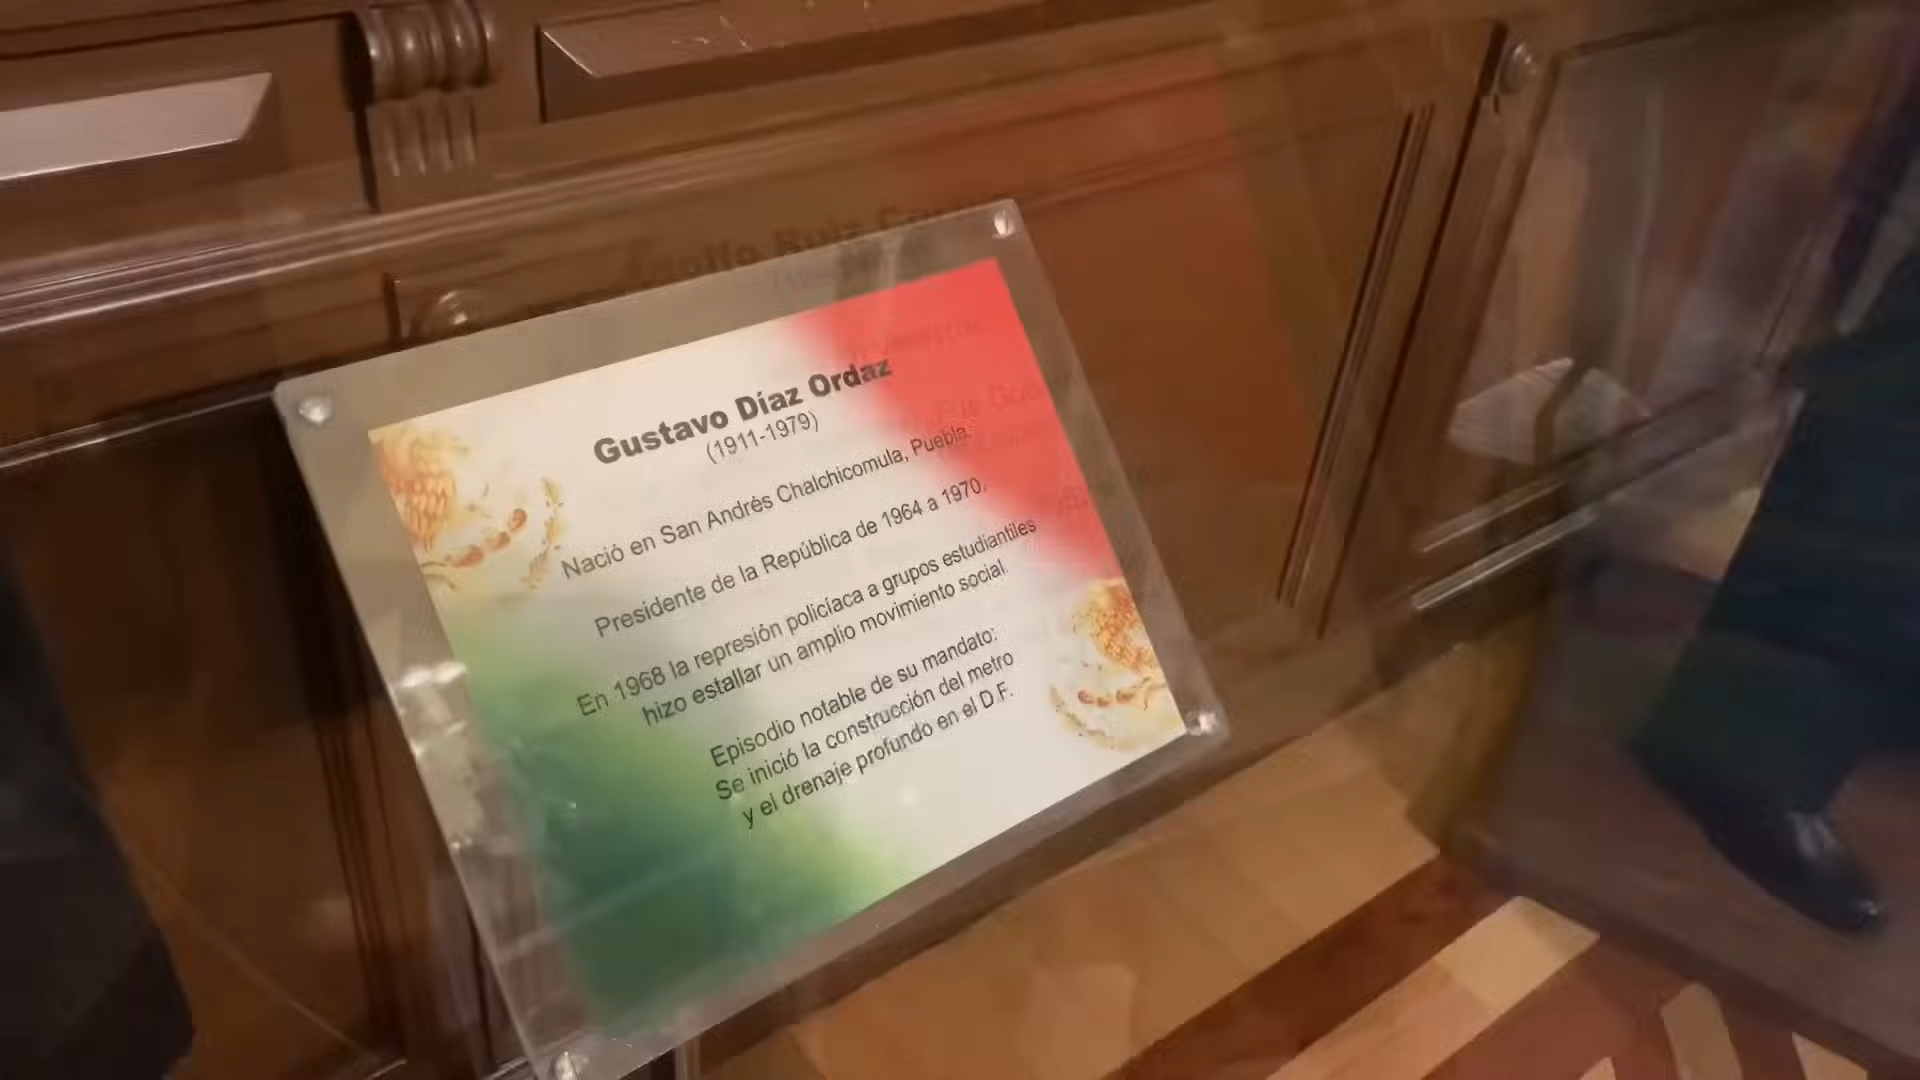 Gustavo Díaz Ordaz
(1911-1979)
Nació en San Andrés Chalchicomula, Puebla.
Presidente de la República de 1964 a 1970.
En 1968 la represión policíaca a grupos estudiantiles
hizo estallar un amplio movimiento social.
Episodio notable de su mandato:
Se inició la construcción del metro
y el drenaje profundo en el D.F.